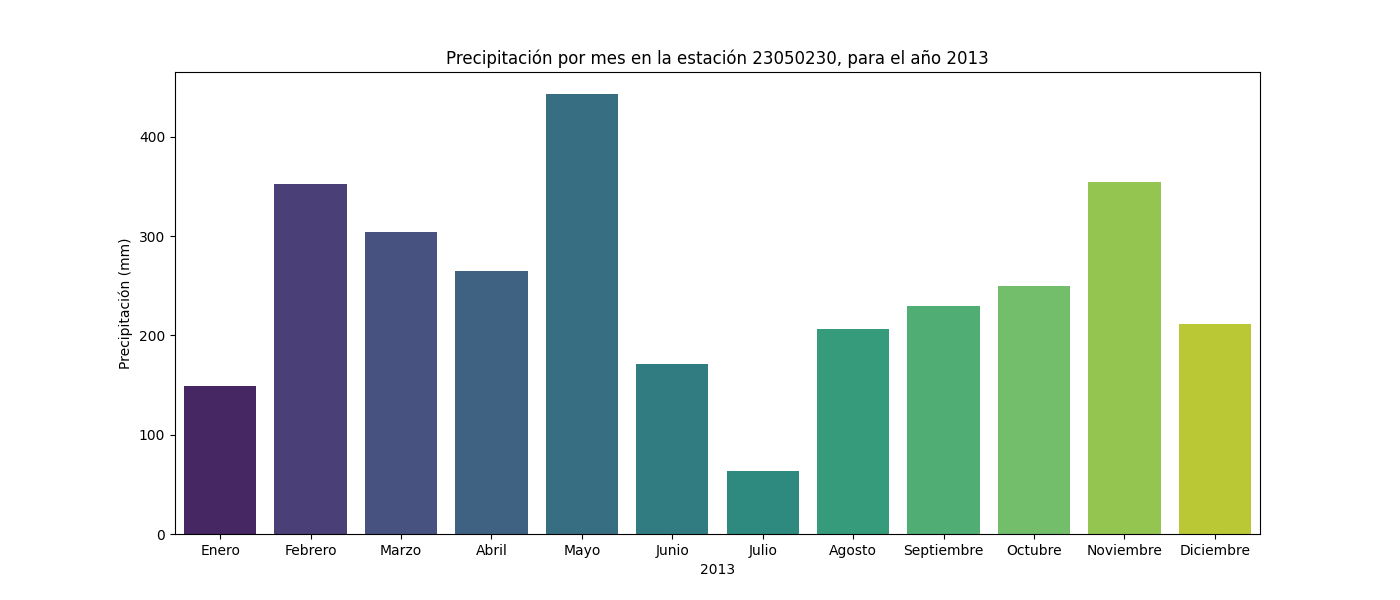 Precipitación por mes en la estación 23050230, para el año 2013
Precipitación (mm)
400
300
200
100
0
Enero Febrero Marzo Abril Mayo Junio Julio Agosto Septiembre Octubre Noviembre Diciembre
2013